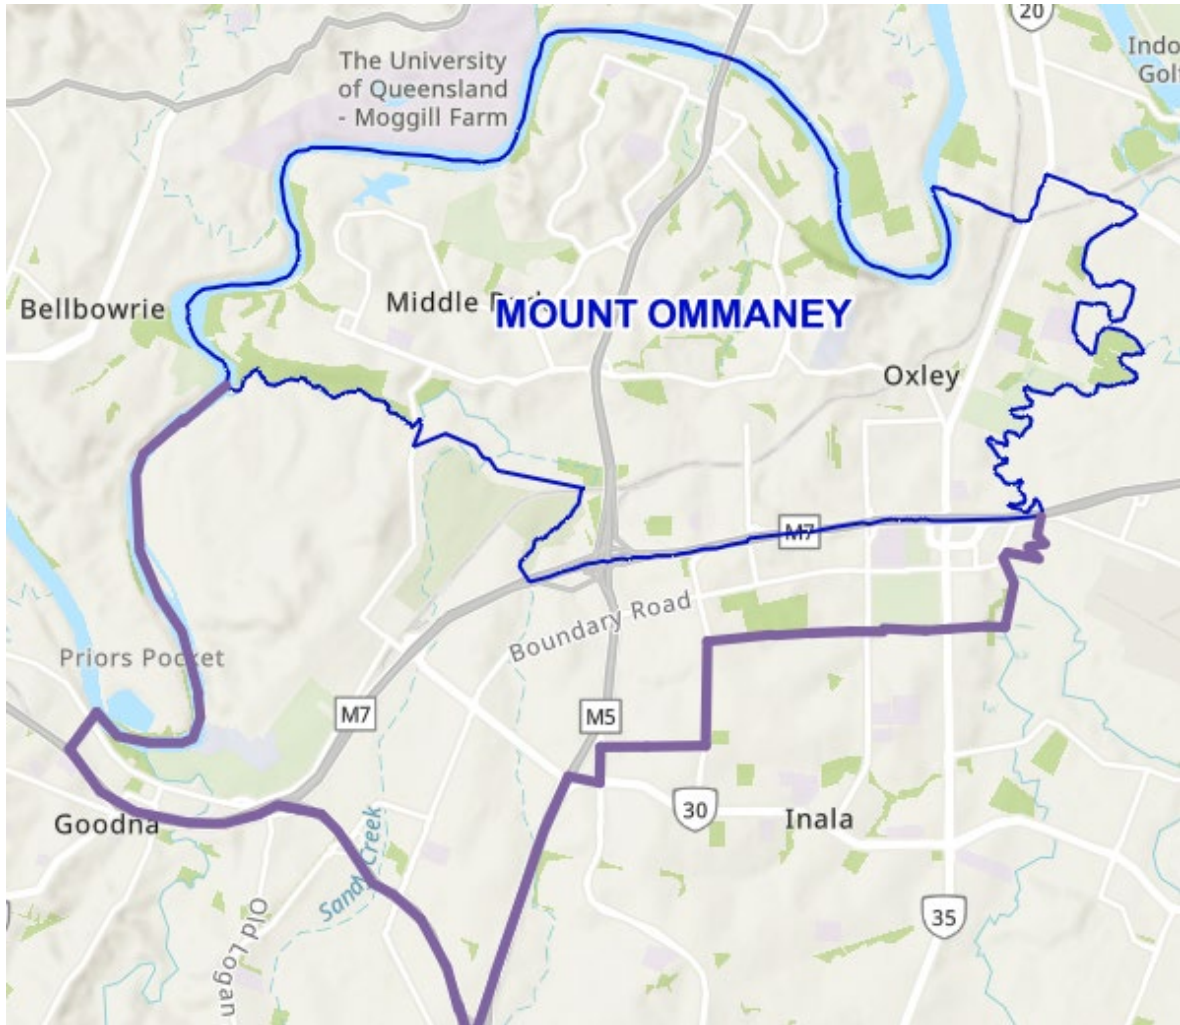 20
Indo
Golf
The University
of Queensland
- Moggill Farm
Bellbowrie
Middle
MOUNT OMMANEY
Oxley
M7
Boundary Road
Priors Pocket
M7
M5
Goodna
30
Inala
Sandy Creek
Old Logan
35